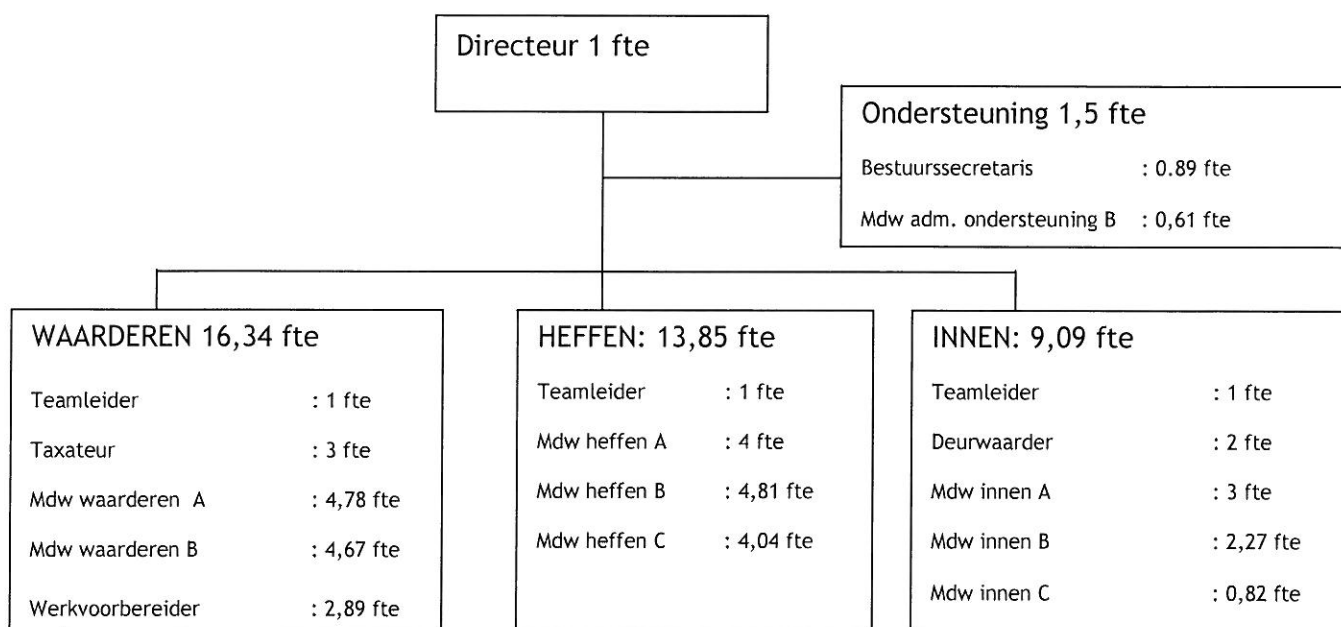 Directeur 1 fte
Ondersteuning 1,5 fte
Bestuurssecretaris : 0.89 fte
Mdw adm. ondersteuning B : 0,61 fte
WAARDEREN 16,34 fte
Teamleider : 1 fte
Taxateur : 3 fte
Mdw waarderen A : 4,78 fte
Mdw waarderen B : 4,67 fte
Werkvoorbereider : 2,89 fte
HEFFEN: 13,85 fte
Teamleider : 1 fte
Mdw heffen A : 4 fte
Mdw heffen B : 4,81 fte
Mdw heffen C : 4,04 fte
INNEN: 9,09 fte
Teamleider : 1 fte
Deurwaarder : 2 fte
Mdw innen A : 3 fte
Mdw innen B : 2,27 fte
Mdw innen C : 0,82 fte